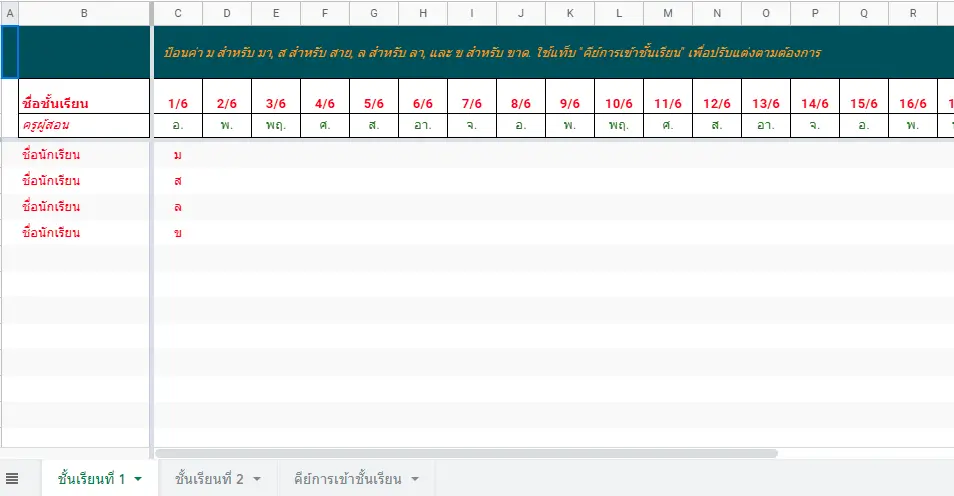 A B C D E F G H I J K L M N O P Q R
ป้อนค่า ม สำหรับ มา, ส สำหรับ สาย, ล สำหรับ ลา, และ ข สำหรับ ขาด. ใช้แท็บ "คีย์การเข้าชั้นเรียน" เพื่อปรับแต่งตามต้องการ
ชื่อชั้นเรียน 1/6 2/6 3/6 4/6 5/6 6/6 7/6 8/6 9/6 10/6 11/6 12/6 13/6 14/6 15/6 16/6
ครูผู้สอน อ. พ. พฤ. ศ. ส. อา. จ. อ. พ. พฤ. ศ. ส. อา. จ. อ. พ.
ชื่อนักเรียน ม
ชื่อนักเรียน ส
ชื่อนักเรียน ล
ชื่อนักเรียน ข
ชั้นเรียนที่ 1 ชั้นเรียนที่ 2 คีย์การเข้าชั้นเรียน